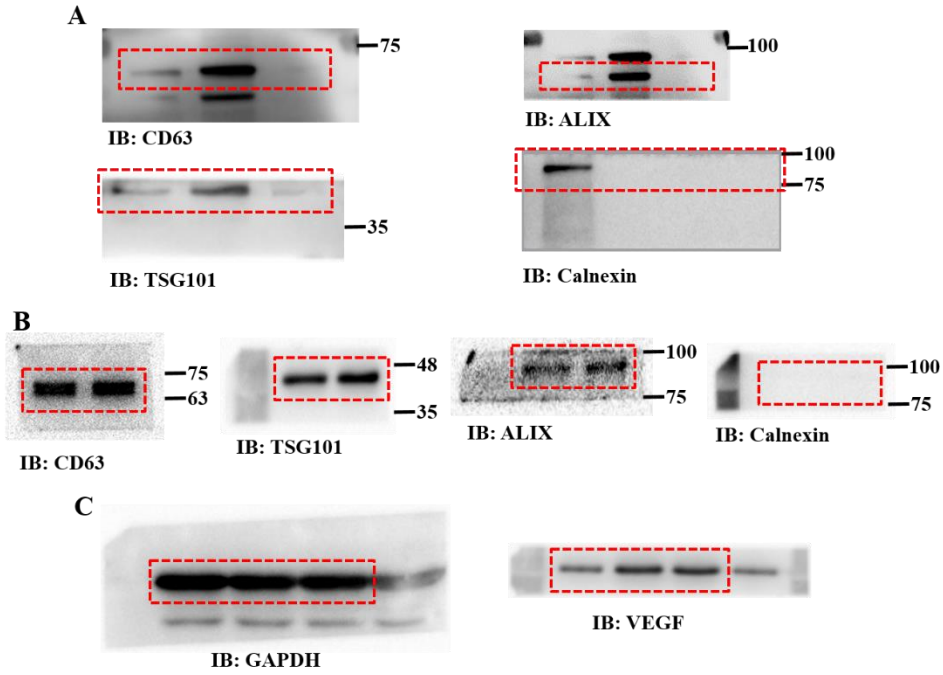 A
75
100
IB: CD63
IB: ALIX
100
75
35
IB: TSG101
IB: Calnexin
B
75
63
48
35
100
75
100
75
IB: CD63
IB: TSG101
IB: ALIX
IB: Calnexin
C
IB: GAPDH
IB: VEGF